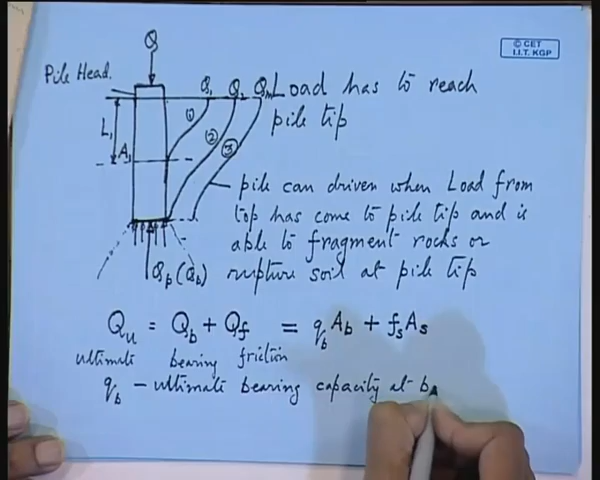 © CET
I.I.T. KGP
Q
Pile Head.
Q₁ Q₂ Qm
Load has to reach
pile tip
① ② ③
L₁
A₁
pile can driven when Load from
top has come to pile tip and is
able to fragment rocks or
rupture soil at pile tip
Qp (Qb)
Qu = Qb + Qf = qb Ab + fs As
ultimate bearing friction
qb – ultimate bearing capacity at b